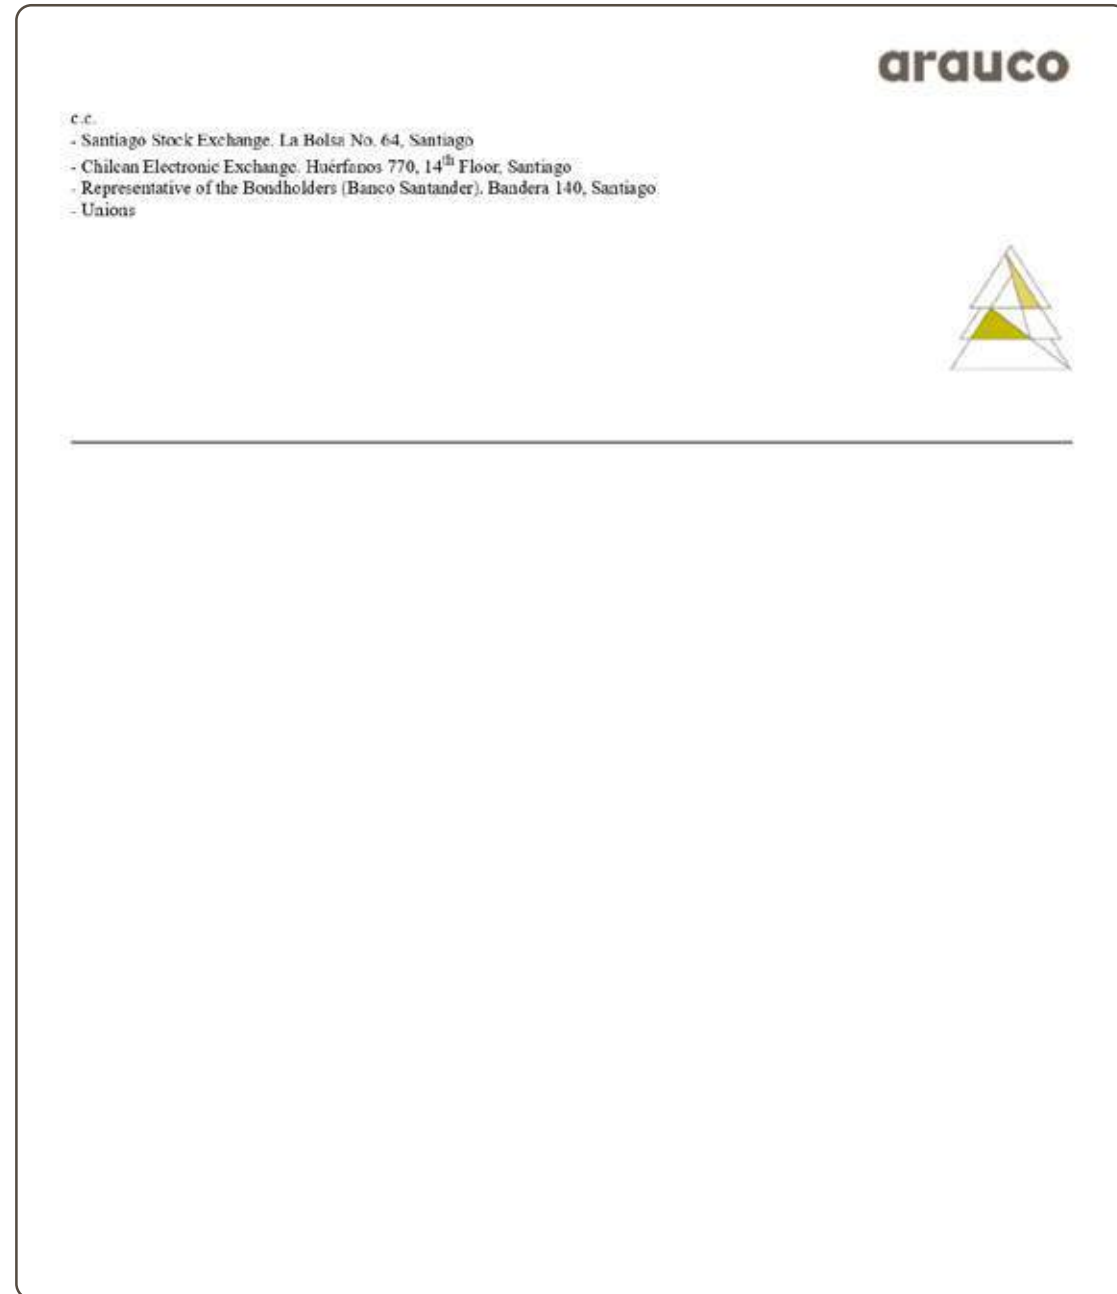 arauco
c.c.
- Santiago Stock Exchange. La Bolsa No. 64, Santiago
- Chilean Electronic Exchange. Huérfanos 770, 14th Floor, Santiago
- Representative of the Bondholders (Banco Santander). Bandera 140, Santiago
- Unions